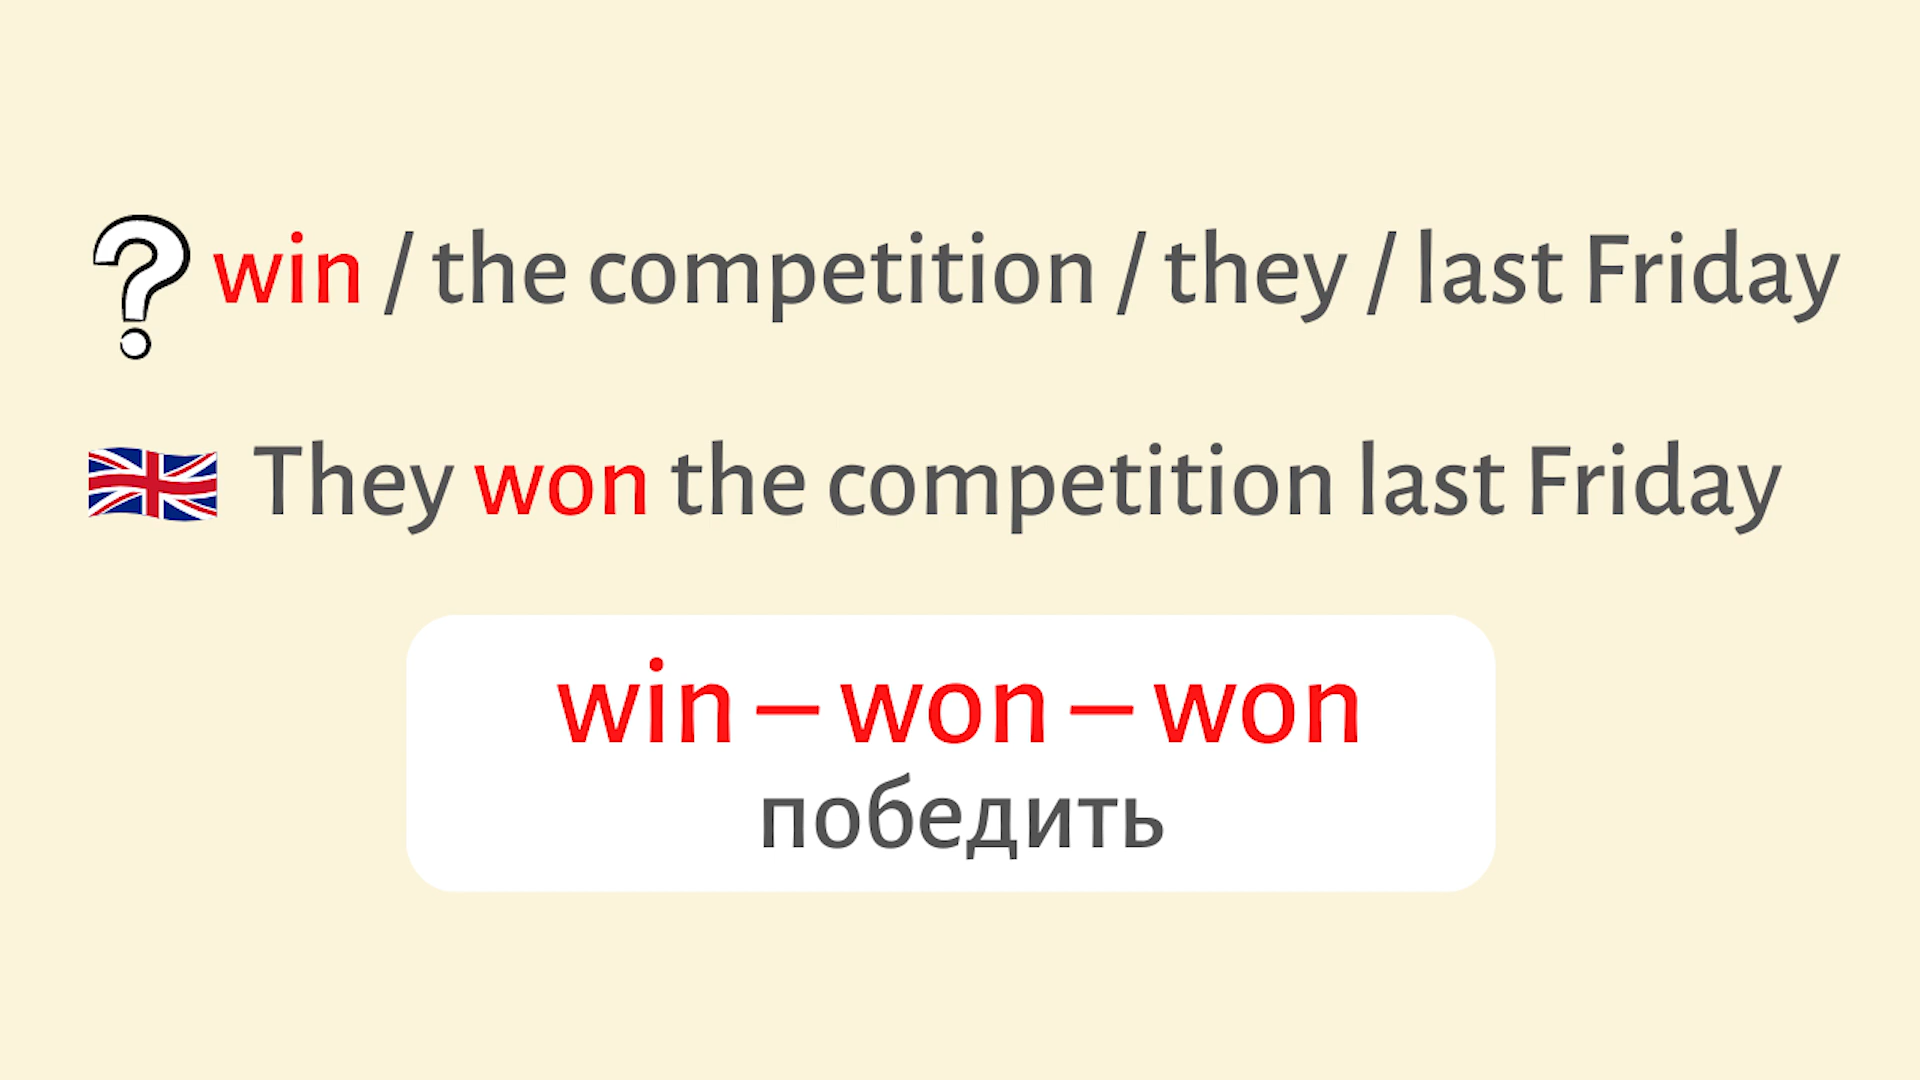 win / the competition / they / last Friday
They won the competition last Friday
win – won – won
победить